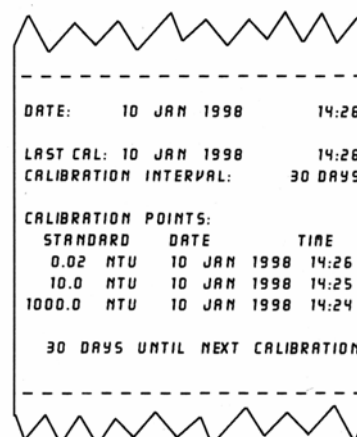 DATE: 10 JAN 1998 14:26
LAST CAL: 10 JAN 1998 14:26
CALIBRATION INTERVAL: 30 DAYS
CALIBRATION POINTS:
STANDARD DATE TIME
0.02 NTU 10 JAN 1998 14:26
10.0 NTU 10 JAN 1998 14:25
1000.0 NTU 10 JAN 1998 14:24
30 DAYS UNTIL NEXT CALIBRATION